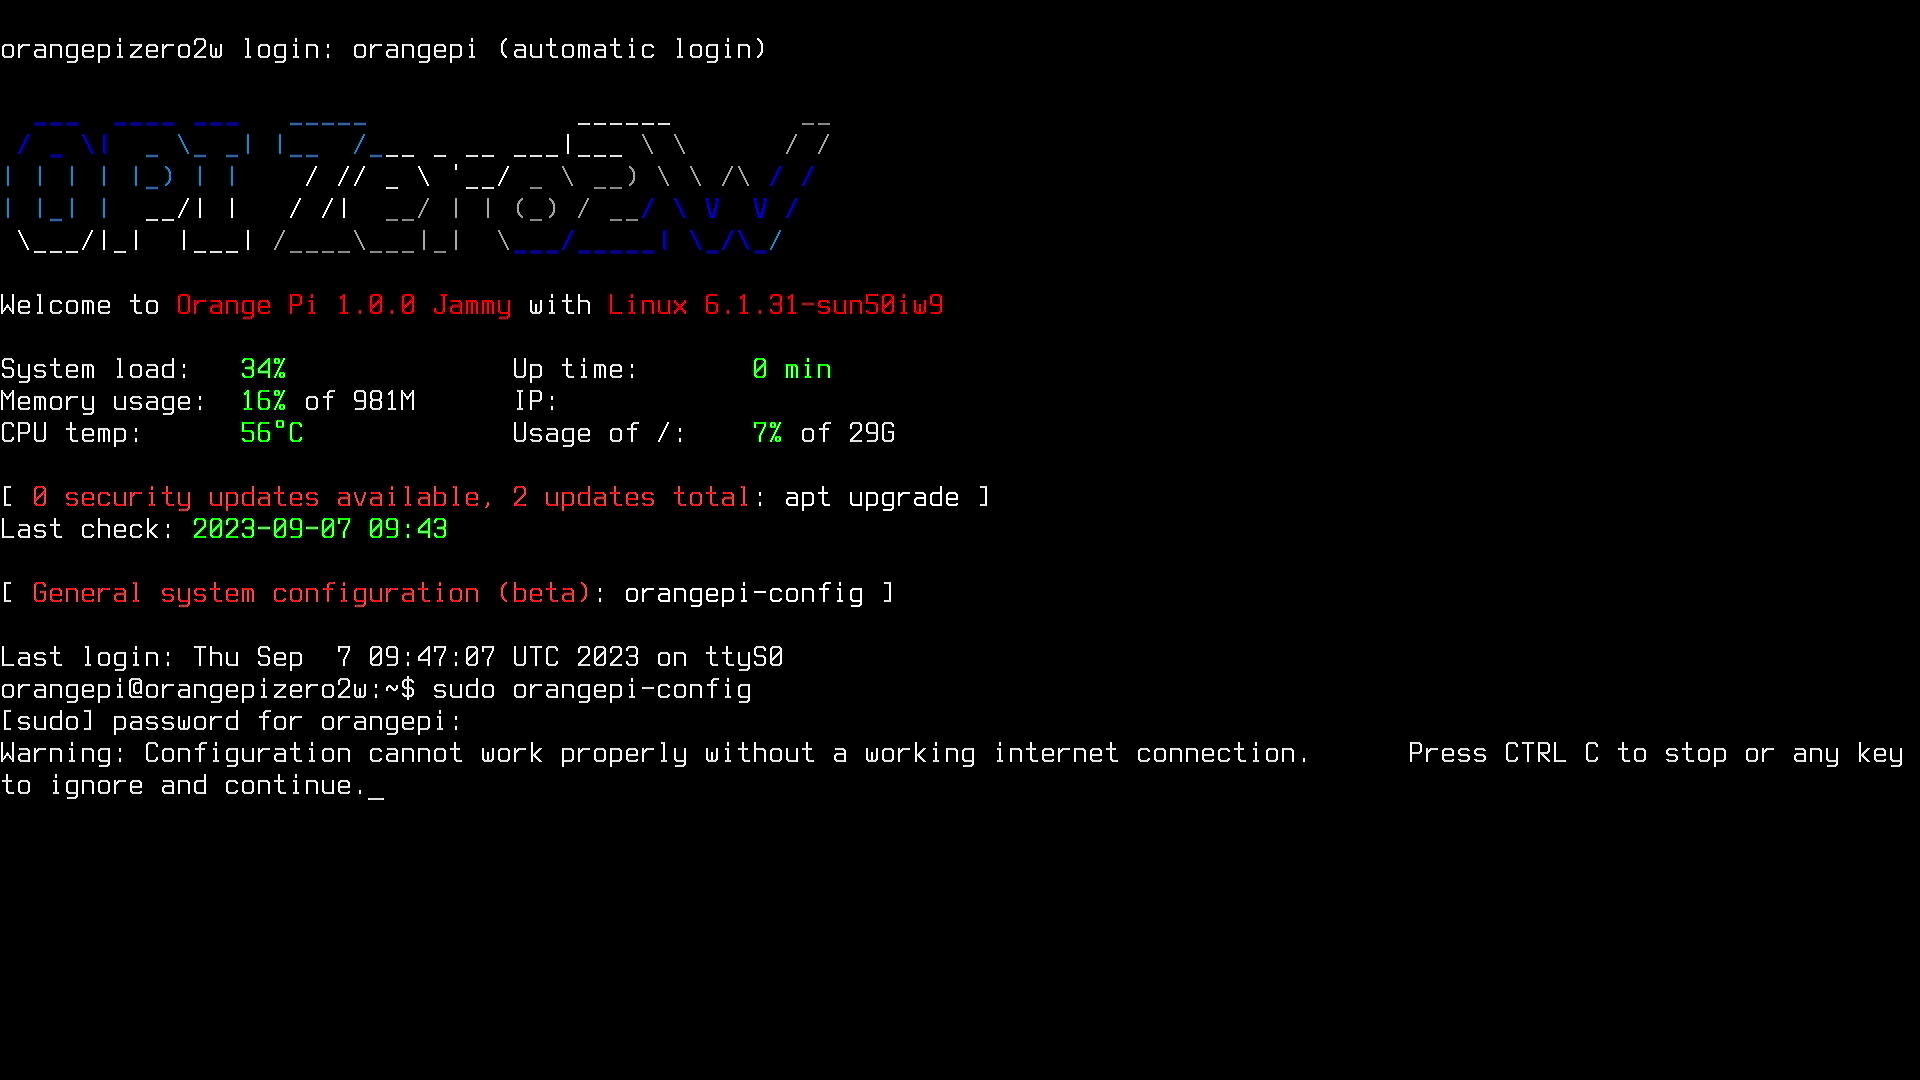 orangepizero2w login: orangepi (automatic login)
OPI Zero2W
Welcome to Orange Pi 1.0.0 Jammy with Linux 6.1.31-sun50iw9
System load:   34%              Up time:       0 min
Memory usage:  16% of 981M      IP:
CPU temp:      56°C             Usage of /:    7% of 29G
[ 0 security updates available, 2 updates total: apt upgrade ]
Last check: 2023-09-07 09:43
[ General system configuration (beta): orangepi-config ]
Last login: Thu Sep  7 09:47:07 UTC 2023 on ttyS0
orangepi@orangepizero2w:~$ sudo orangepi-config
[sudo] password for orangepi:
Warning: Configuration cannot work properly without a working internet connection.      Press CTRL C to stop or any key
to ignore and continue._